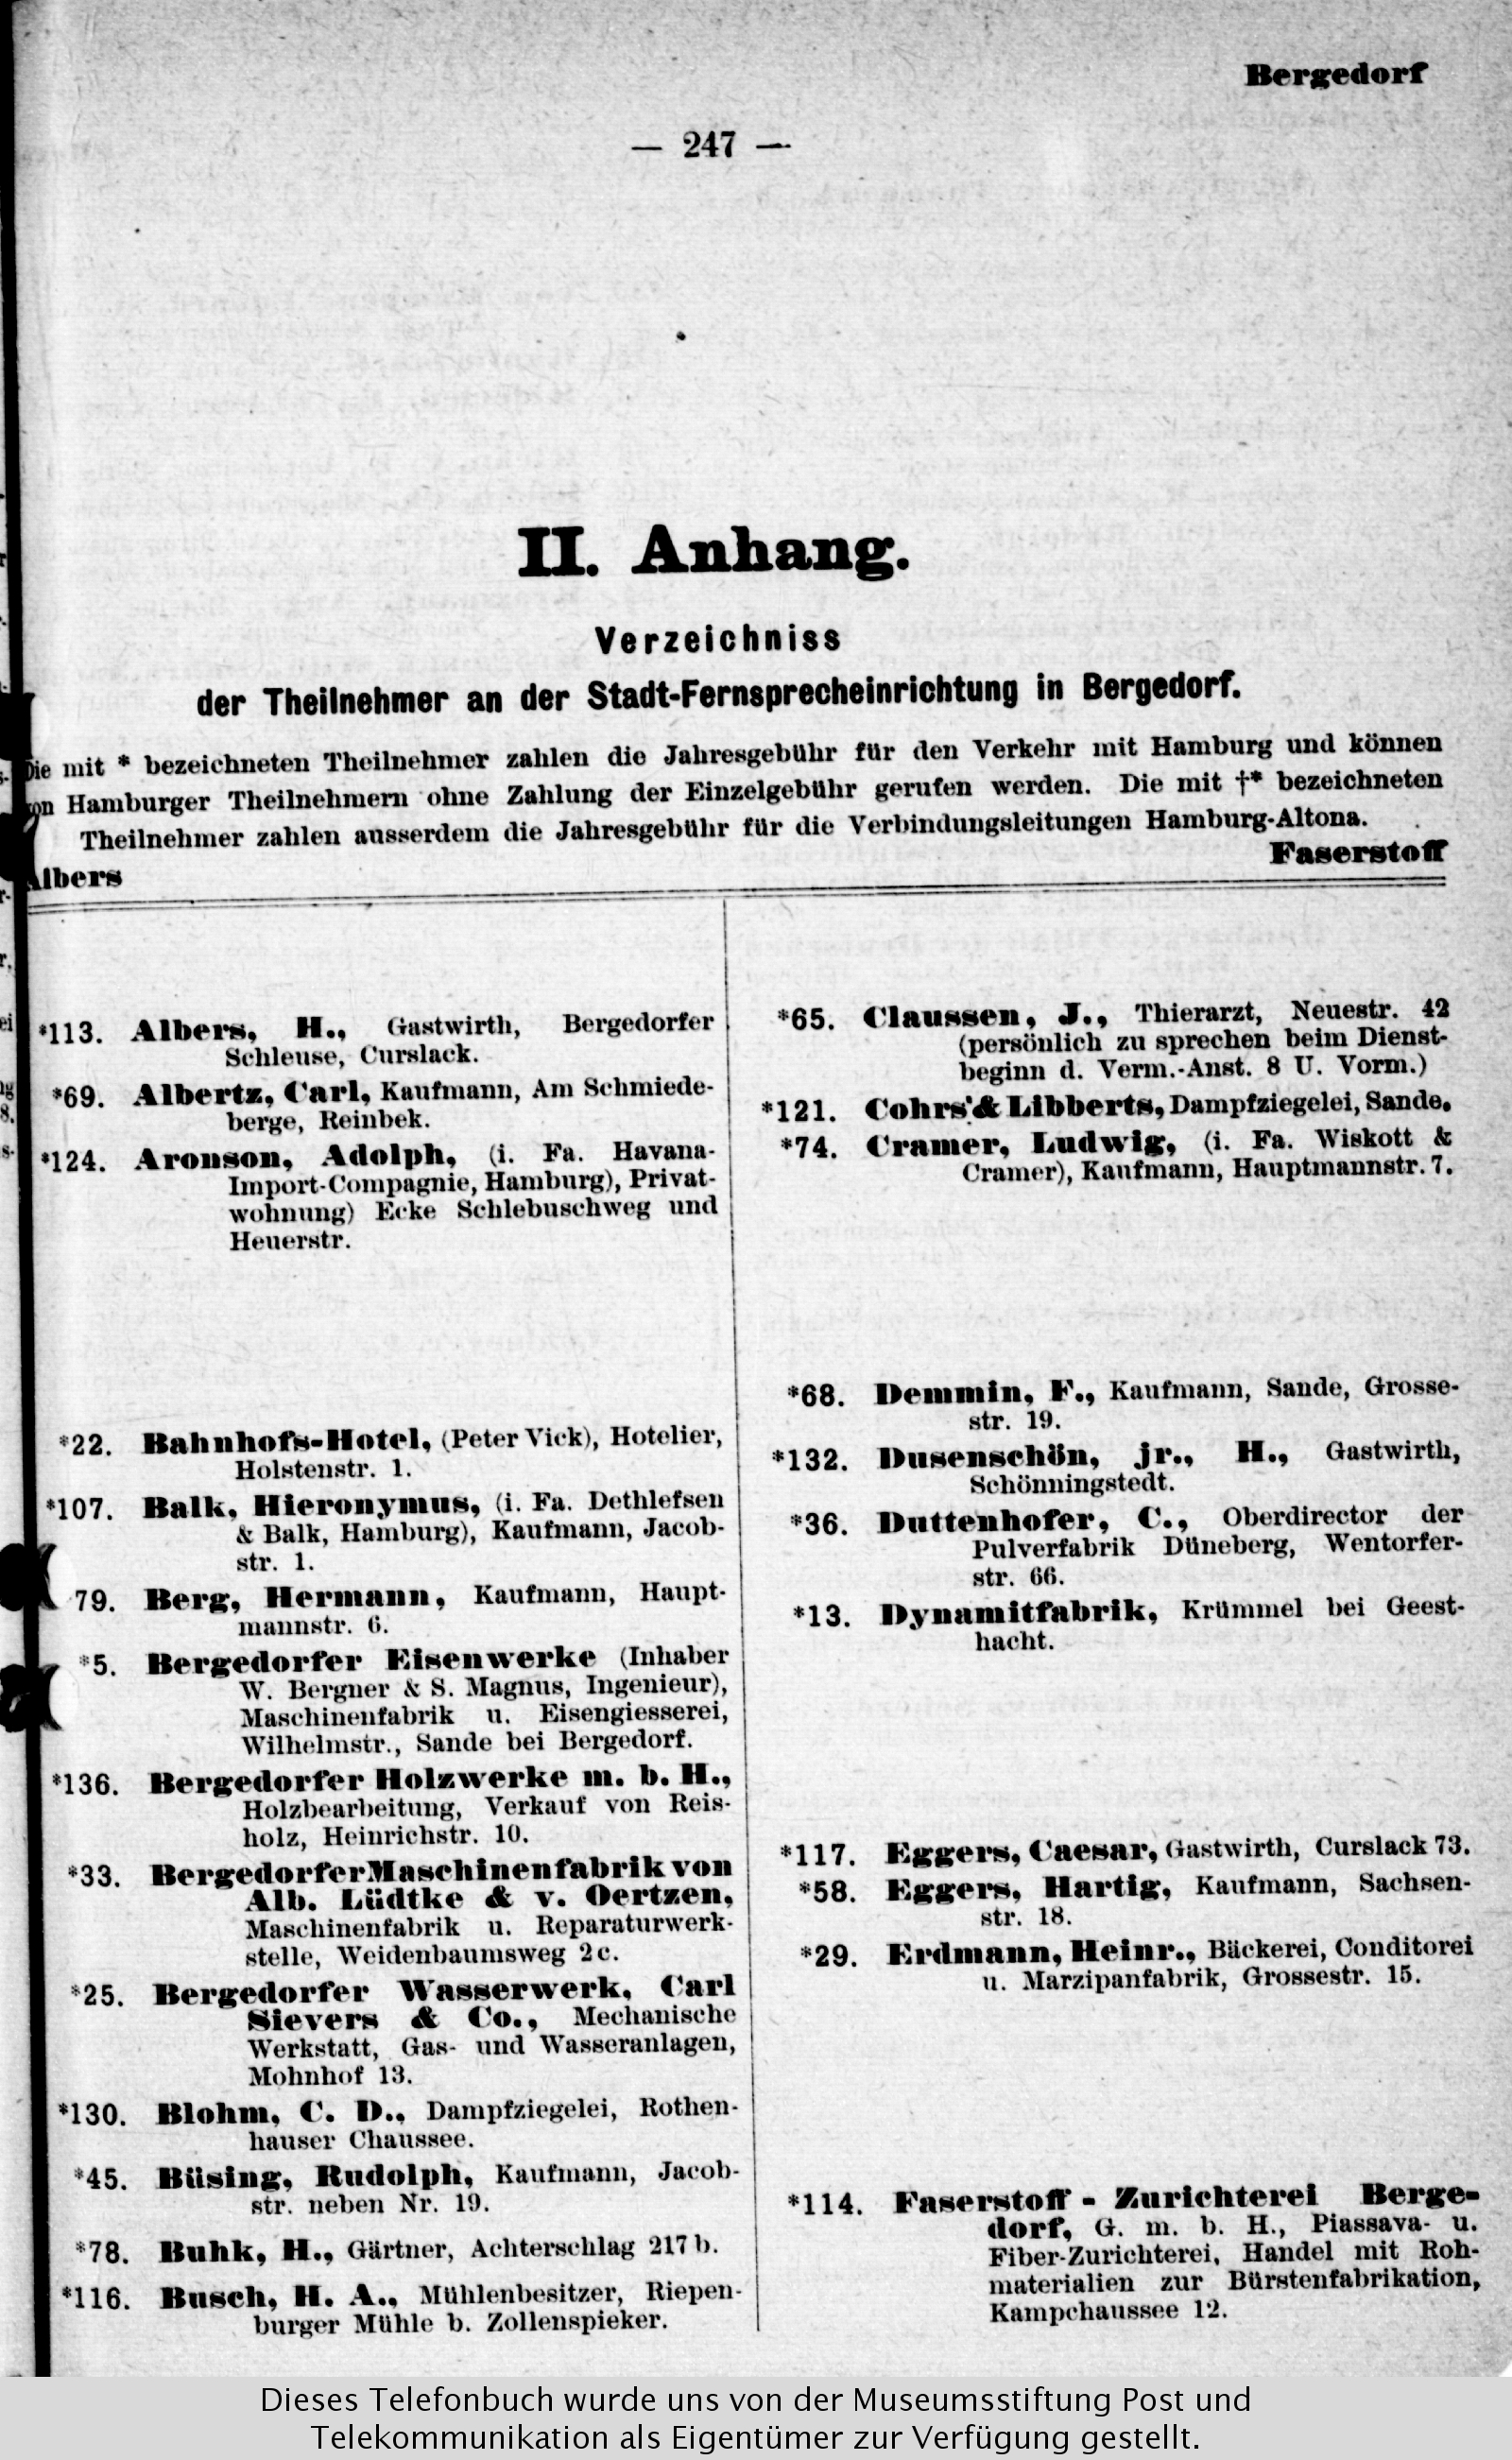 Bergedorf
— 247 —
II. Anhang.
Verzeichniss
der Theilnehmer an der Stadt-Fernsprecheinrichtung in Bergedorf.
Die mit * bezeichneten Theilnehmer zahlen die Jahresgebühr für den Verkehr mit Hamburg und können
von Hamburger Theilnehmern ohne Zahlung der Einzelgebühr gerufen werden. Die mit †* bezeichneten
Theilnehmer zahlen ausserdem die Jahresgebühr für die Verbindungsleitungen Hamburg-Altona.
Albers
Faserstoff
*113. Albers, H., Gastwirth, Bergedorfer
Schleuse, Curslack.
*69. Albertz, Carl, Kaufmann, Am Schmiede-
berge, Reinbek.
*124. Aronson, Adolph, (i. Fa. Havana-
Import-Compagnie, Hamburg), Privat-
wohnung) Ecke Schlebuschweg und
Heuerstr.
*22. Bahnhofs-Hotel, (Peter Vick), Hotelier,
Holstenstr. 1.
*107. Balk, Hieronymus, (i. Fa. Dethlefsen
& Balk, Hamburg), Kaufmann, Jacob-
str. 1.
79. Berg, Hermann, Kaufmann, Haupt-
mannstr. 6.
*5. Bergedorfer Eisenwerke (Inhaber
W. Bergner & S. Magnus, Ingenieur),
Maschinenfabrik u. Eisengiesserei,
Wilhelmstr., Sande bei Bergedorf.
*136. Bergedorfer Holzwerke m. b. H.,
Holzbearbeitung, Verkauf von Reis-
holz, Heinrichstr. 10.
*33. Bergedorfer Maschinenfabrik von
Alb. Lüdtke & v. Oertzen,
Maschinenfabrik u. Reparaturwerk-
stelle, Weidenbaumsweg 2c.
*25. Bergedorfer Wasserwerk, Carl
Sievers & Co., Mechanische
Werkstatt, Gas- und Wasseranlagen,
Mohnhof 13.
*130. Blohm, C. D., Dampfziegelei, Rothen-
hauser Chaussee.
*45. Büsing, Rudolph, Kaufmann, Jacob-
str. neben Nr. 19.
*78. Buhk, H., Gärtner, Achterschlag 217 b.
*116. Busch, H. A., Mühlenbesitzer, Riepen-
burger Mühle b. Zollenspieker.
*65. Claussen, J., Thierarzt, Neuestr. 42
(persönlich zu sprechen beim Dienst-
beginn d. Verm.-Anst. 8 U. Vorm.)
*121. Cohrs & Libberts, Dampfziegelei, Sande.
*74. Cramer, Ludwig, (i. Fa. Wiskott &
Cramer), Kaufmann, Hauptmannstr. 7.
*68. Demmin, F., Kaufmann, Sande, Grosse-
str. 19.
*132. Dusenschön, jr., H., Gastwirth,
Schönningstedt.
*36. Duttenhofer, C., Oberdirector der
Pulverfabrik Düneberg, Wentorfer-
str. 66.
*13. Dynamitfabrik, Krümmel bei Geest-
hacht.
*117. Eggers, Caesar, Gastwirth, Curslack 73.
*58. Eggers, Hartig, Kaufmann, Sachsen-
str. 18.
*29. Erdmann, Heinr., Bäckerei, Conditorei
u. Marzipanfabrik, Grossestr. 15.
*114. Faserstoff - Zurichterei Berge-
dorf, G. m. b. H., Piassava- u.
Fiber-Zurichterei, Handel mit Roh-
materialien zur Bürstenfabrikation,
Kampchaussee 12.
Dieses Telefonbuch wurde uns von der Museumsstiftung Post und
Telekommunikation als Eigentümer zur Verfügung gestellt.